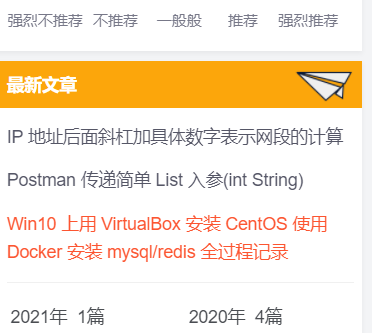 强烈不推荐 不推荐 一般般 推荐 强烈推荐
最新文章
IP 地址后面斜杠加具体数字表示网段的计算
Postman 传递简单 List 入参(int String)
Win10 上用 VirtualBox 安装 CentOS 使用
Docker 安装 mysql/redis 全过程记录
2021年 1篇 2020年 4篇